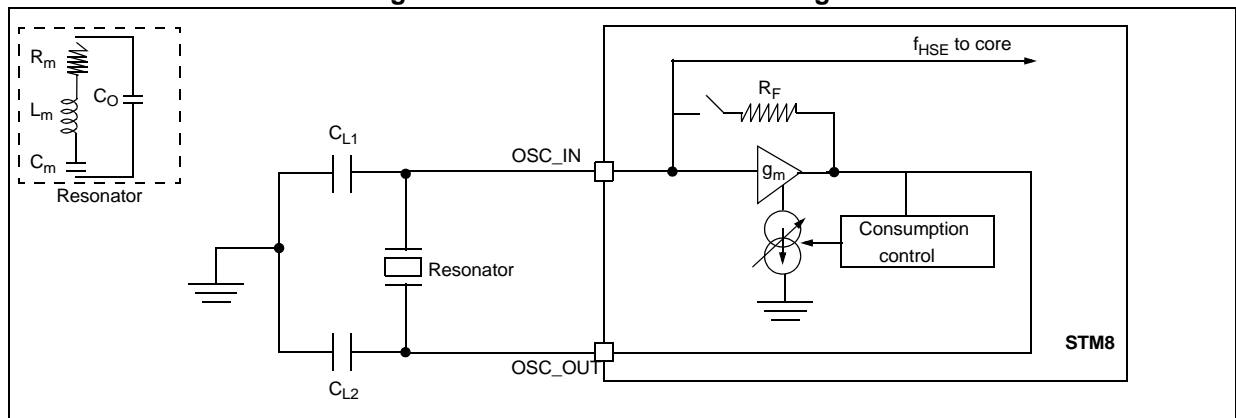 f_HSE to core
R_m
R_F
C_O
L_m
C_L1
OSC_IN
C_m
g_m
Resonator
Consumption
control
Resonator
STM8
OSC_OUT
C_L2